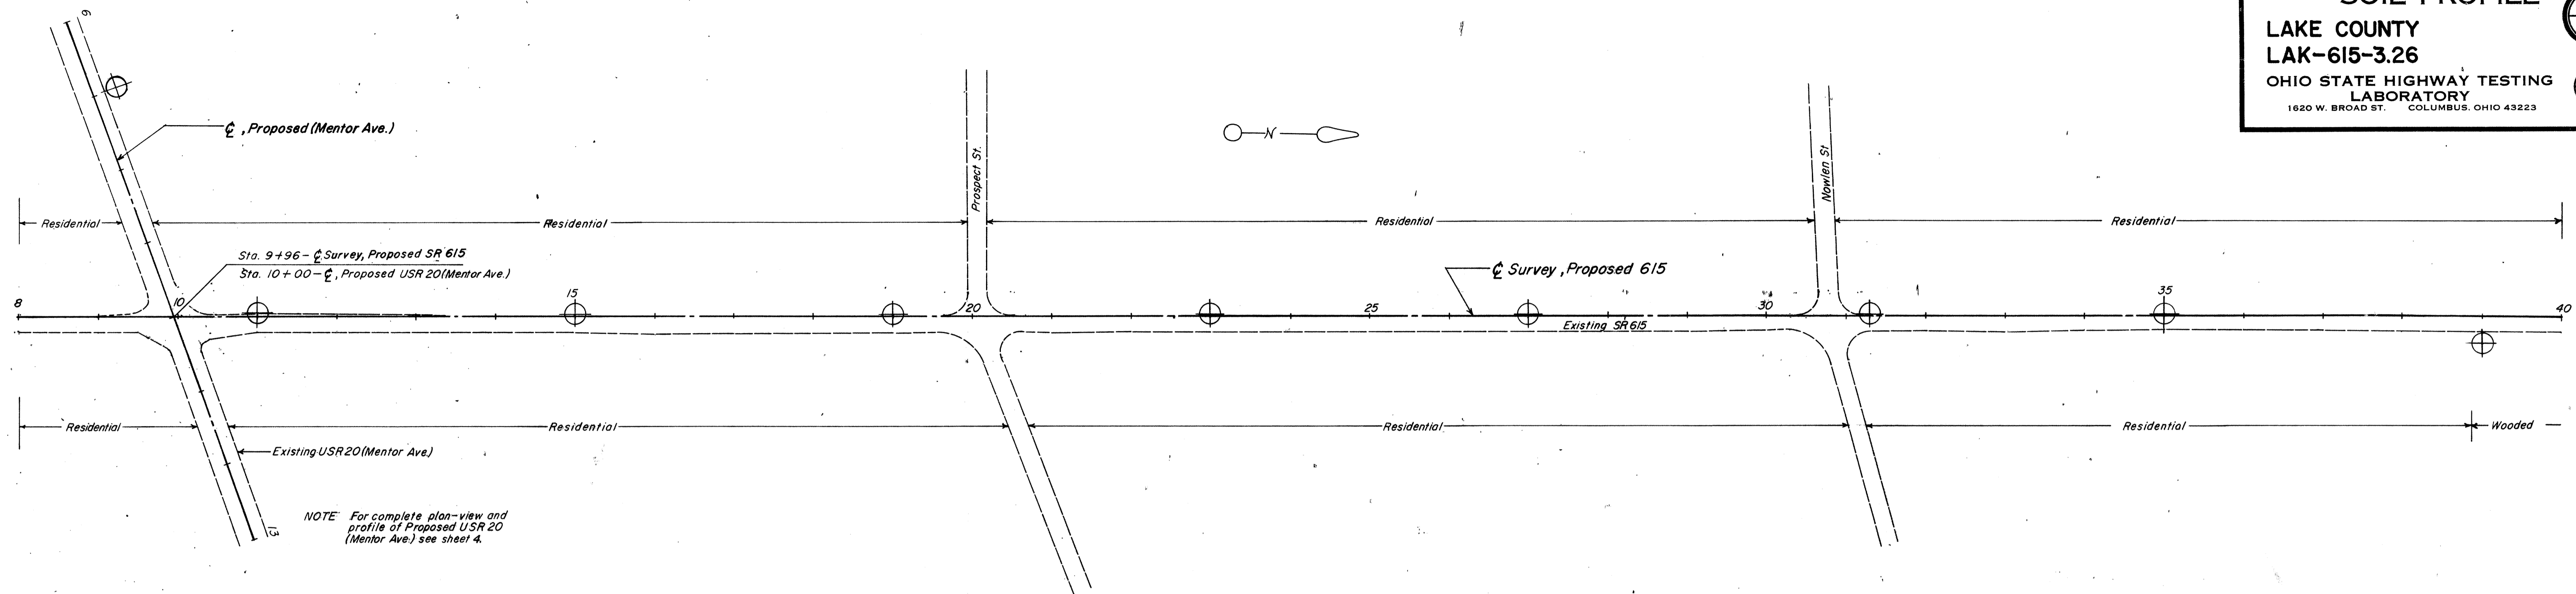 SOIL PROFILE
LAKE COUNTY
LAK-615-3.26
OHIO STATE HIGHWAY TESTING
LABORATORY
1620 W. BROAD ST. COLUMBUS, OHIO 43223
6
℄, Proposed (Mentor Ave.)
N
Prospect St.
Nowlen St
Residential
Residential
Residential
Residential
Sta. 9+96 - ℄ Survey, Proposed SR 615
Sta. 10+00 - ℄, Proposed USR 20 (Mentor Ave.)
℄ Survey, Proposed 615
8
10
15
20
25
30
35
40
Existing SR 615
Residential
Residential
Residential
Residential
Wooded
Existing USR 20 (Mentor Ave.)
13
NOTE For complete plan-view and
profile of Proposed USR 20
(Mentor Ave.) see sheet 4.